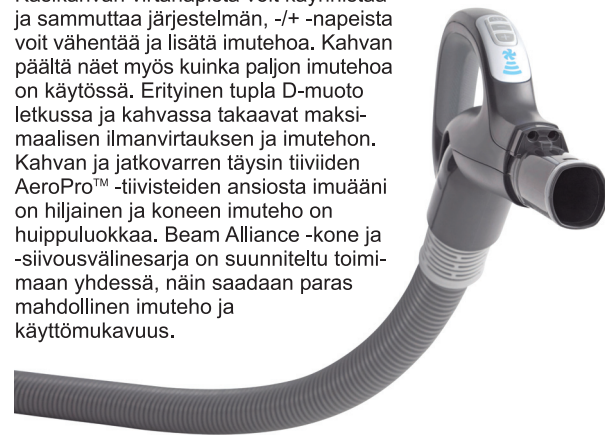 ja sammuttaa järjestelmän, -/+ -napeista
voit vähentää ja lisätä imutehoa. Kahvan
päältä näet myös kuinka paljon imutehoa
on käytössä. Erityinen tupla D-muoto
letkussa ja kahvassa takaavat maksi-
maalisen ilmanvirtauksen ja imutehon.
Kahvan ja jatkovarren täysin tiiviiden
AeroPro™ -tiivisteiden ansiosta imuääni
on hiljainen ja koneen imuteho on
huippuluokkaa. Beam Alliance -kone ja
-siivousvälinesarja on suunniteltu toimi-
maan yhdessä, näin saadaan paras
mahdollinen imuteho ja
käyttömukavuus.